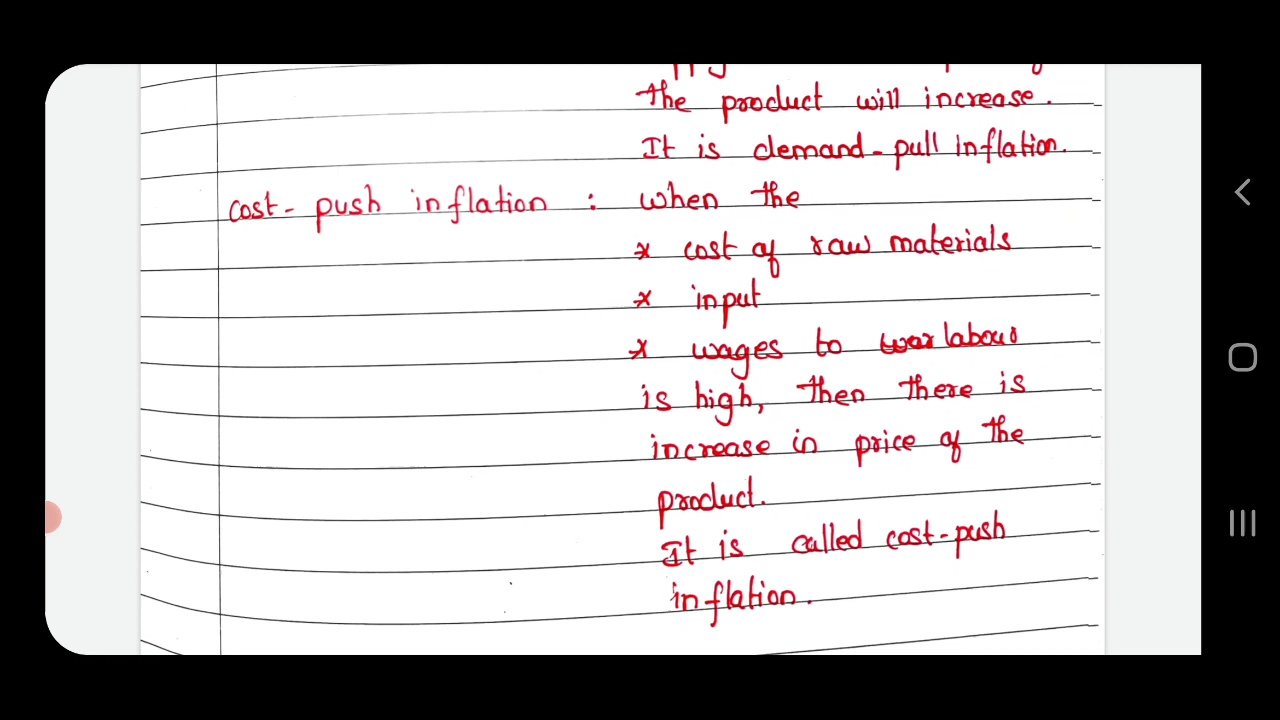 the product will increase.
It is demand-pull inflation.
cost-push inflation : when the
* cost of raw materials
* input
* wages to labour
is high, then there is
increase in price of the
product.
It is called cost-push
inflation.